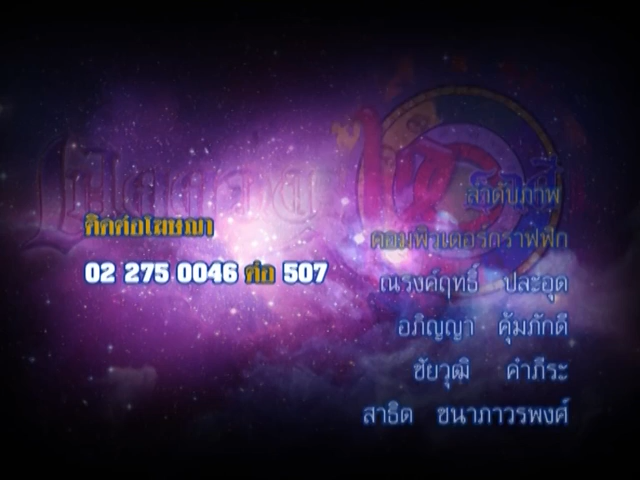 ติดต่อโฆษณา
02 275 0046 ต่อ 507
ลำดับภาพ
คอมพิวเตอร์กราฟฟิก
ณรงค์ฤทธิ์ ปละอุด
อภิญญา คุ้มภักดี
ชัยวุฒิ คำภีระ
สาธิต ชนาภาวรพงศ์